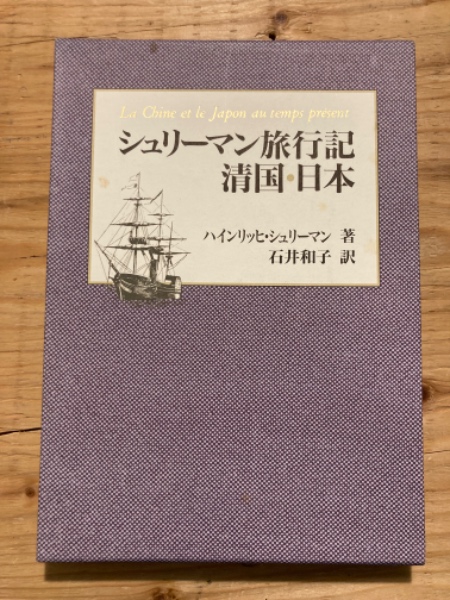 La Chine et le Japon au temps présent
シュリーマン旅行記
清国・日本
ハインリッヒ・シュリーマン 著
石井和子 訳